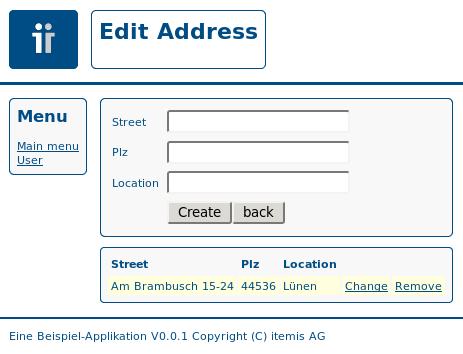 Edit Address
Menu
Main menu
User
Street
Plz
Location
Create back
Street Plz Location
Am Brambusch 15-24 44536 Lünen Change Remove
Eine Beispiel-Applikation V0.0.1 Copyright (C) itemis AG